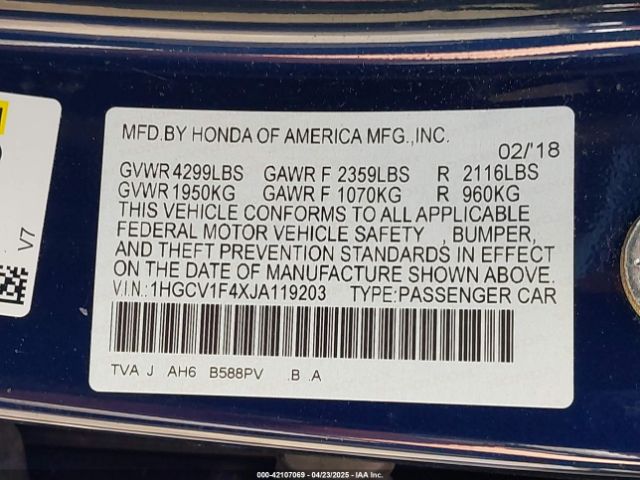 MFD.BY HONDA OF AMERICA MFG.,INC.
02/'18
GVWR 4299LBS GAWR F 2359LBS R 2116LBS
GVWR 1950KG GAWR F 1070KG R 960KG
THIS VEHICLE CONFORMS TO ALL APPLICABLE
FEDERAL MOTOR VEHICLE SAFETY , BUMPER,
AND THEFT PREVENTION STANDARDS IN EFFECT
ON THE DATE OF MANUFACTURE SHOWN ABOVE.
V.I.N.:1HGCV1F4XJA119203 TYPE:PASSENGER CAR
TVA J AH6 B588PV .B .A
V7
000-42107069 - 04/23/2025 - IAA Inc.